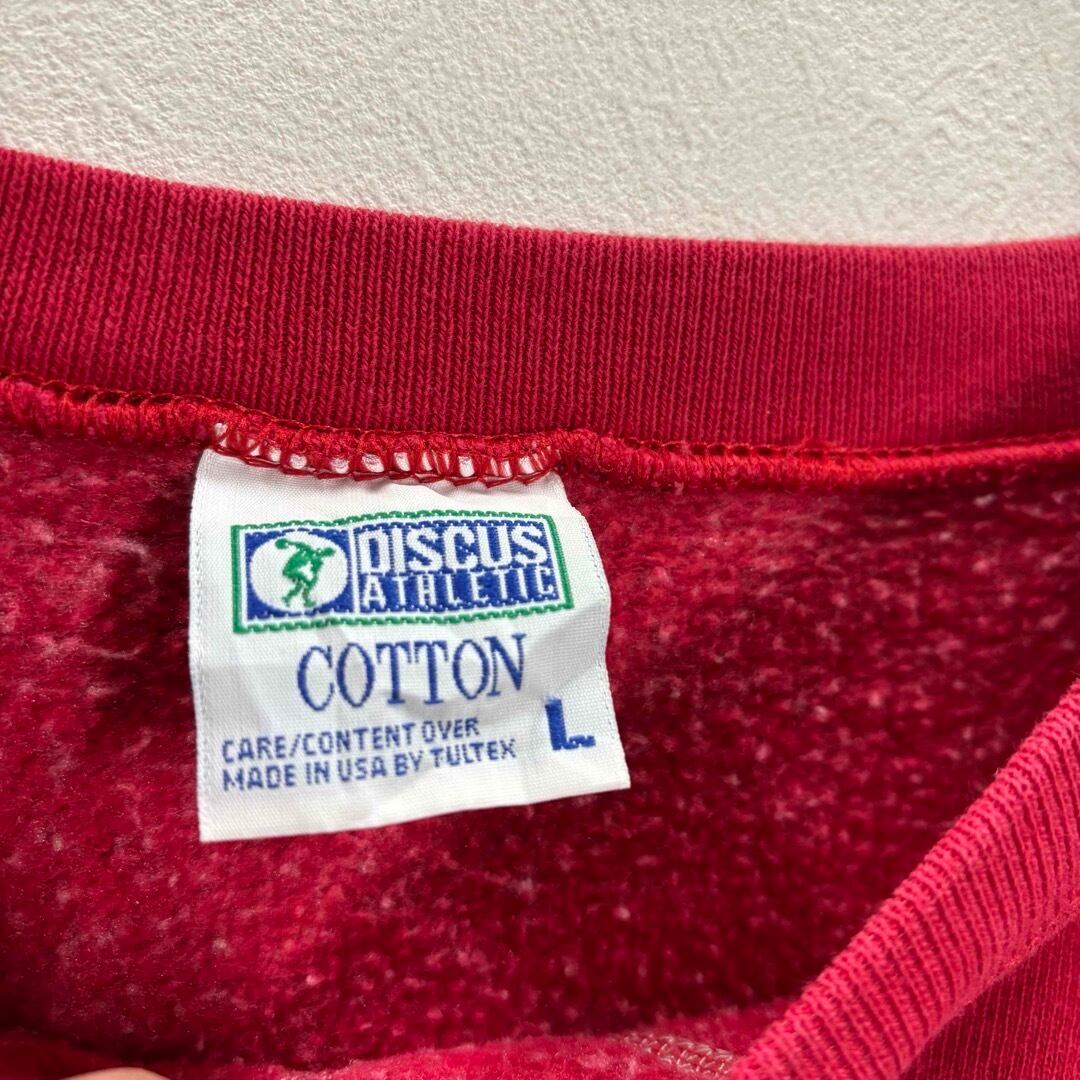 DISCUS
ATHLETIC
COTTON
L
CARE/CONTENT OVER
MADE IN USA BY TULTEX